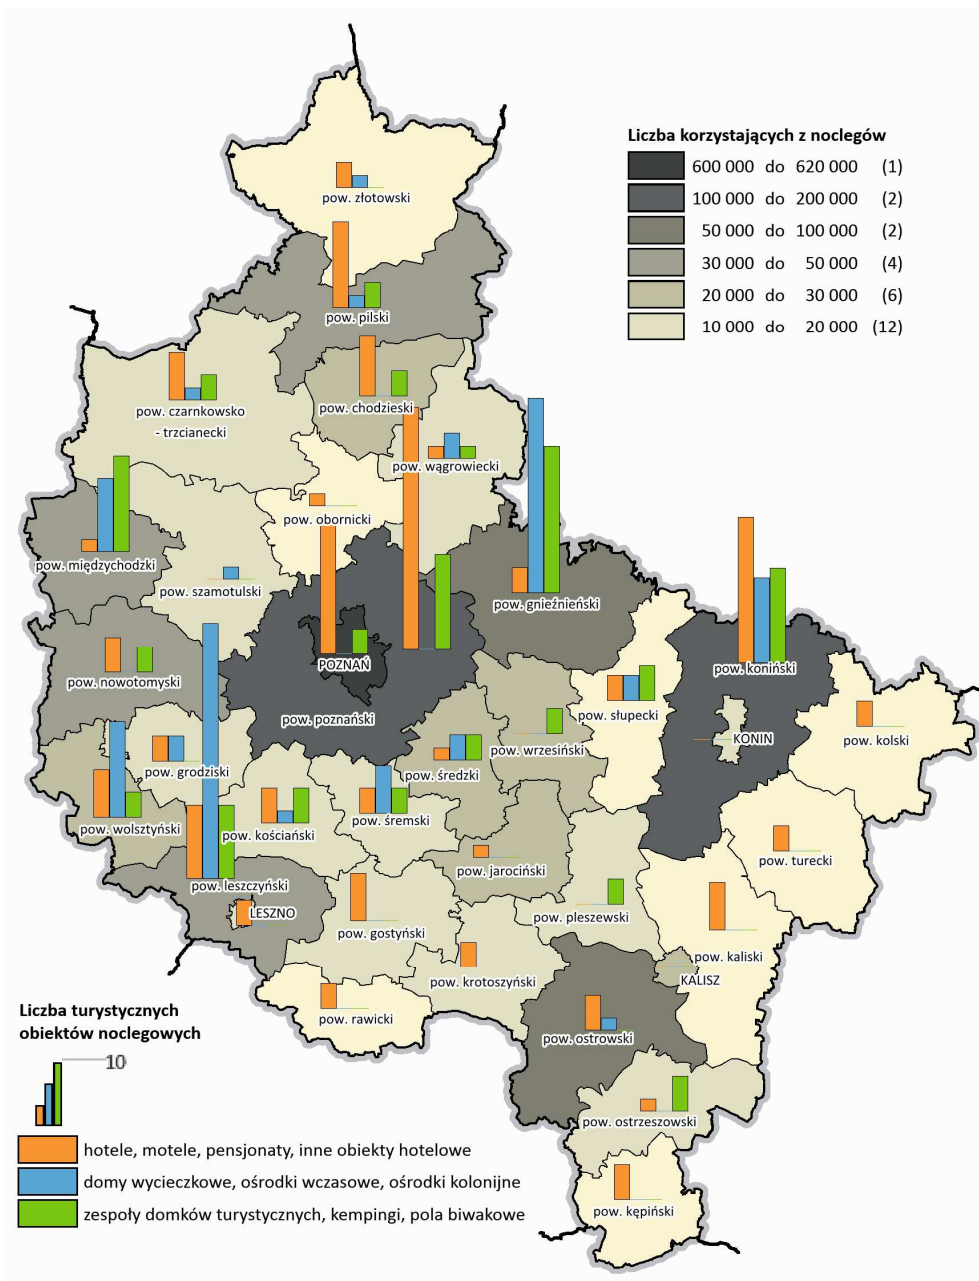 Liczba korzystających z noclegów
600 000 do 620 000 (1)
100 000 do 200 000 (2)
50 000 do 100 000 (2)
30 000 do 50 000 (4)
20 000 do 30 000 (6)
10 000 do 20 000 (12)
pow. złotowski
pow. pilski
pow. czarnkowsko
- trzcianecki
pow. chodzieski
pow. wągrowiecki
pow. obornicki
pow. międzychodzki
pow. szamotulski
pow. gnieźnieński
POZNAŃ
pow. koniński
pow. nowotomyski
pow. poznański
pow. słupecki
KONIN
pow. kolski
pow. wrzesiński
pow. grodziski
pow. średzki
pow. wolsztyński
pow. kościański
pow. śremski
pow. turecki
pow. jarociński
pow. leszczyński
LESZNO
pow. pleszewski
pow. gostyński
pow. kaliski
KALISZ
pow. krotoszyński
pow. rawicki
pow. ostrowski
pow. ostrzeszowski
pow. kępiński
Liczba turystycznych
obiektów noclegowych
10
hotele, motele, pensjonaty, inne obiekty hotelowe
domy wycieczkowe, ośrodki wczasowe, ośrodki kolonijne
zespoły domków turystycznych, kempingi, pola biwakowe